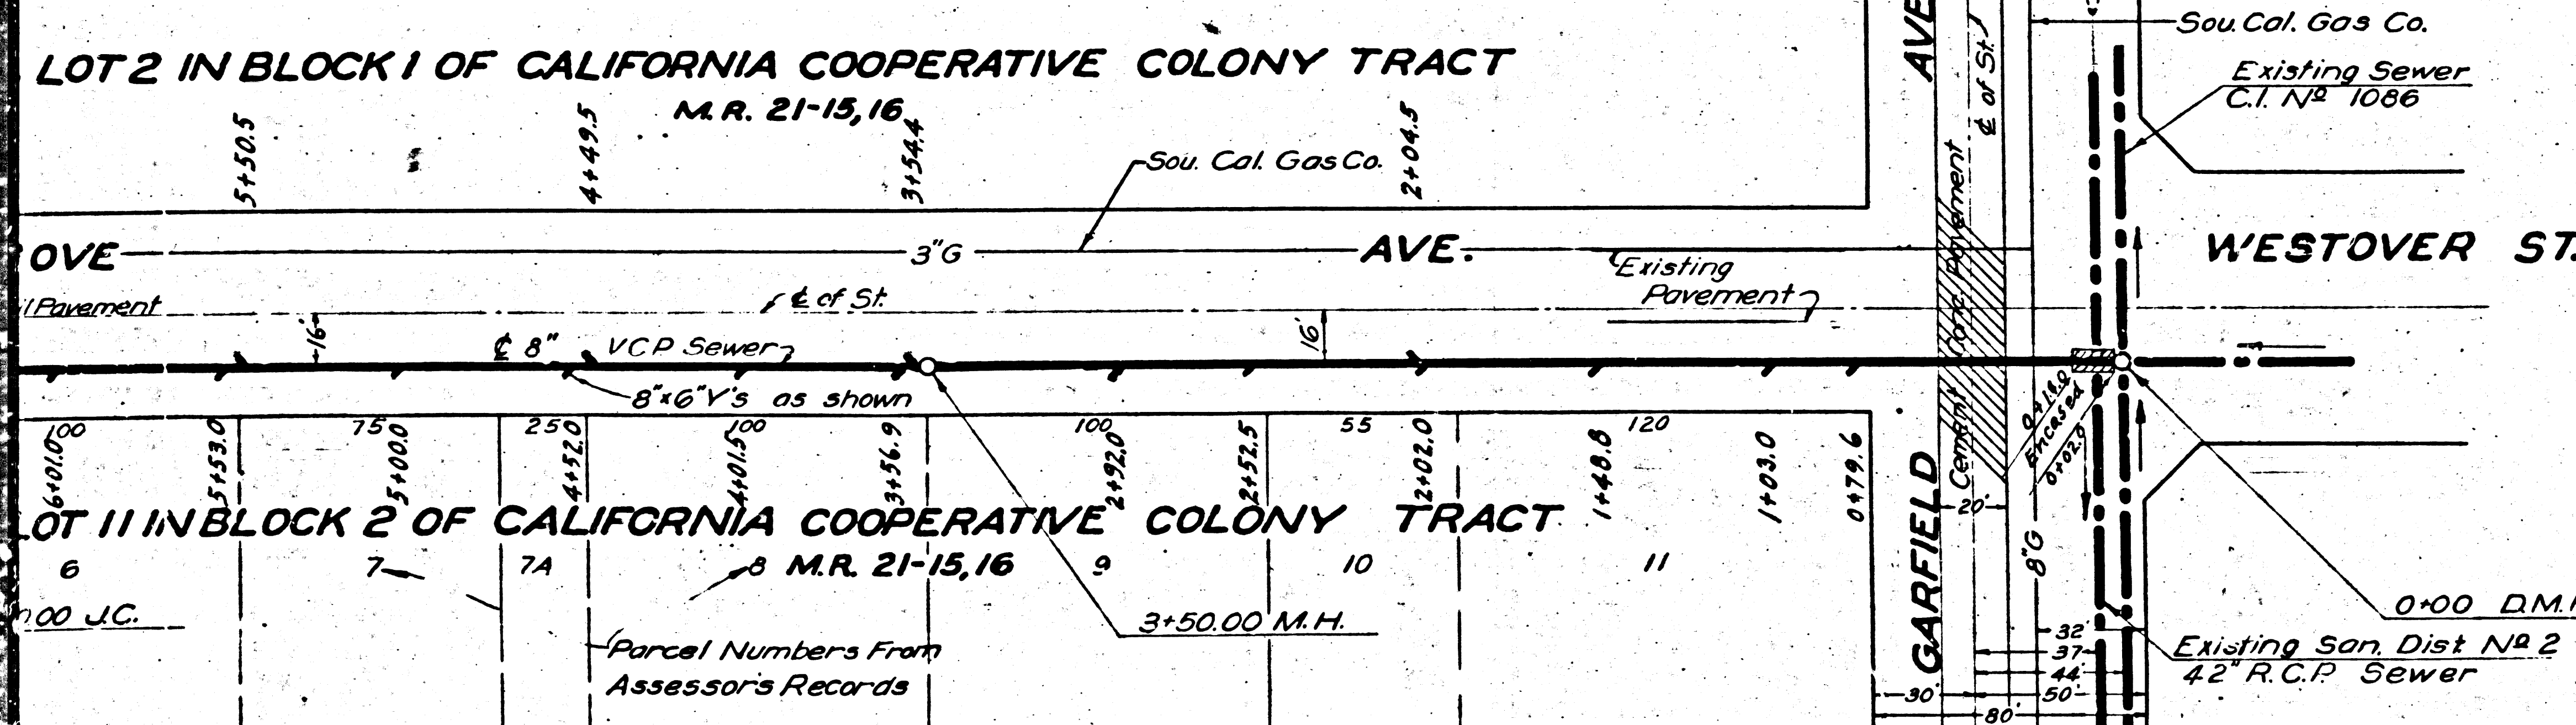 LOT 2 IN BLOCK 1 OF CALIFORNIA COOPERATIVE COLONY TRACT
M.R. 21-15,16
5+50.5
4+49.5
3+54.4
2+04.5
Sou. Cal. Gas Co.
AVE
₵ of St.
Sou. Cal. Gas Co.
Existing Sewer
C.I. Nº 1086
OVE
3"G
AVE.
WESTOVER ST.
Pavement
₵ of St.
Existing
Pavement
Cement Conc. Pavement
16'
₵ 8" VCP Sewer
16'
8"x6"Y's as shown
100
75
25
100
100
55
120
6+01.0
5+53.0
5+00.0
4+52.0
4+01.5
3+56.9
2+92.0
2+52.5
2+02.0
1+48.8
1+03.0
0+79.6
Encased
0+02.9
LOT 11 IN BLOCK 2 OF CALIFORNIA COOPERATIVE COLONY TRACT
M.R. 21-15,16
6
7
7A
8
9
10
11
GARFIELD
20'
8"G
00 J.C.
3+50.00 M.H.
0+00 D.M.
Parcel Numbers From
Assessor's Records
Existing San. Dist Nº 2
42" R.C.P. Sewer
32'
37
44'
30'
50'
80'